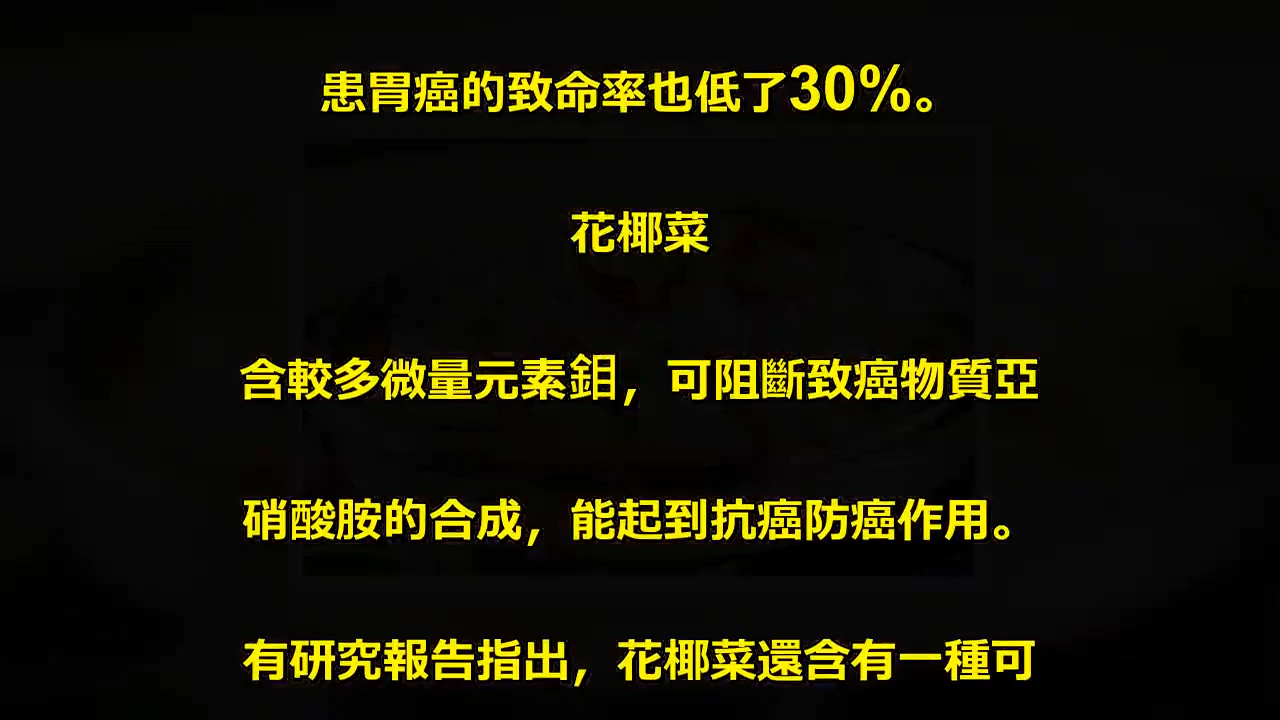 患胃癌的致命率也低了30%。
花椰菜
含較多微量元素鉬，可阻斷致癌物質亞
硝酸胺的合成，能起到抗癌防癌作用。
有研究報告指出，花椰菜還含有一種可